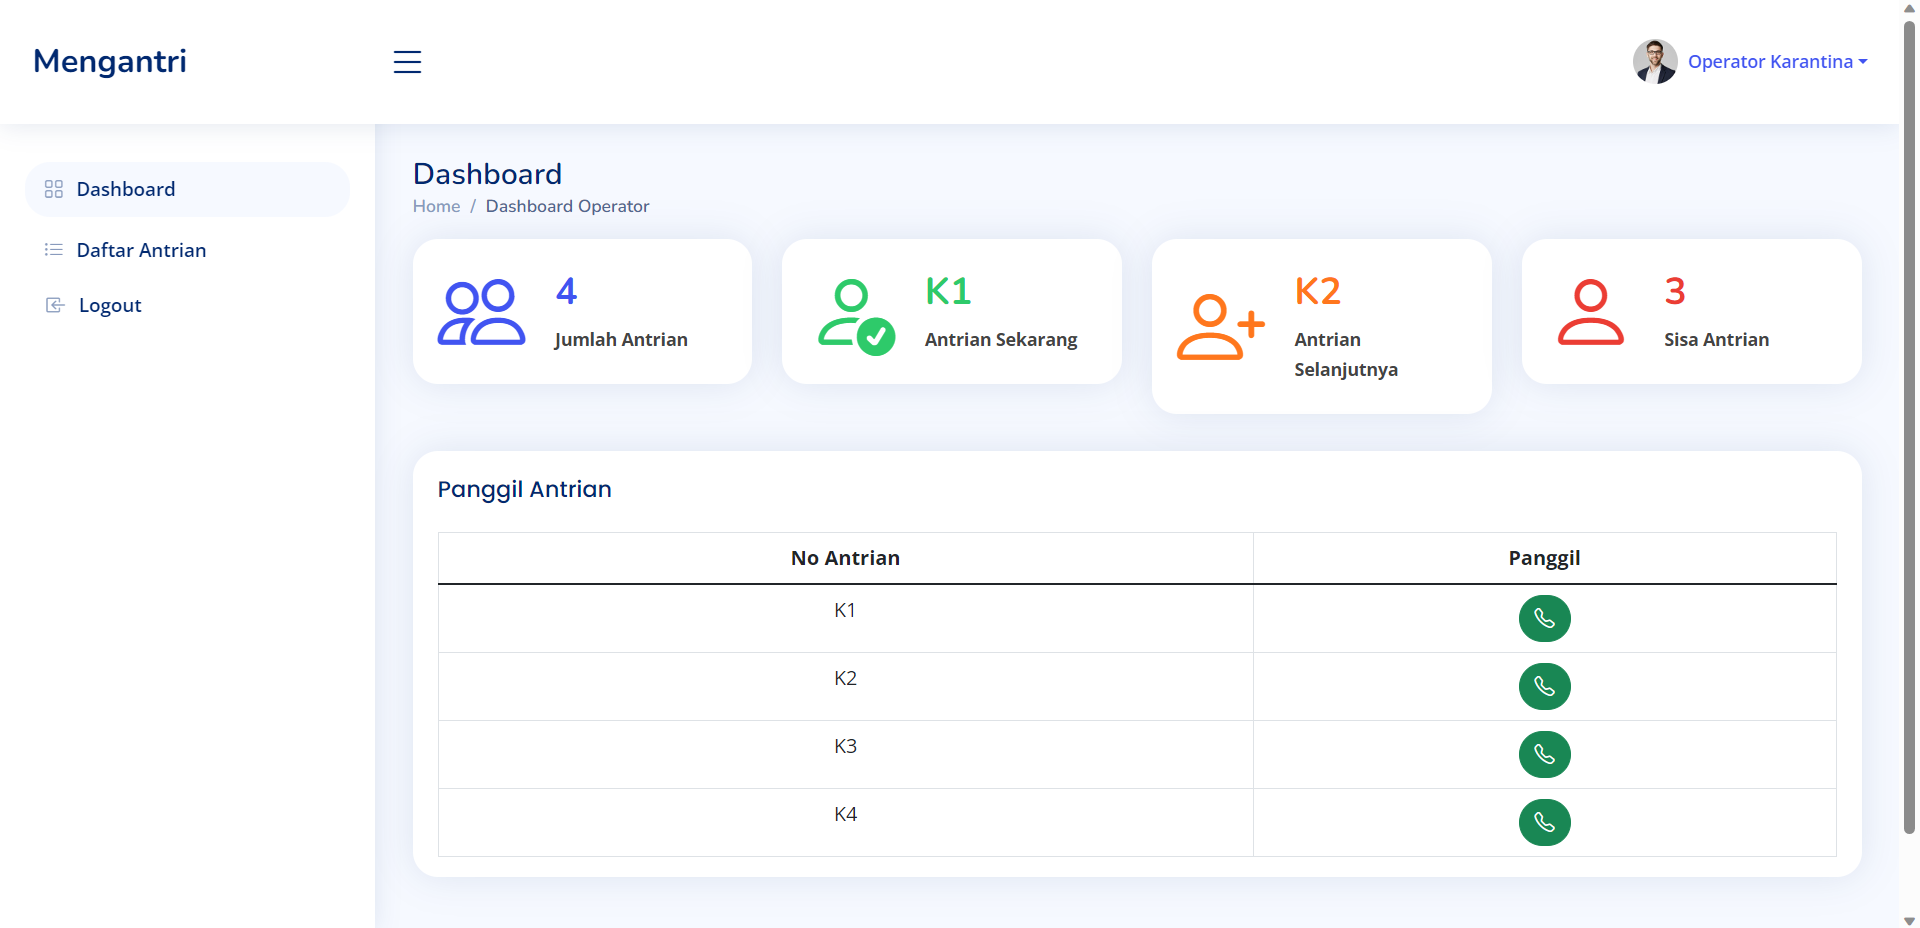 Mengantri
Operator Karantina
Dashboard
Daftar Antrian
Logout
Dashboard
Home / Dashboard Operator
4
Jumlah Antrian
K1
Antrian Sekarang
K2
Antrian
Selanjutnya
3
Sisa Antrian
Panggil Antrian
No Antrian Panggil
K1
K2
K3
K4